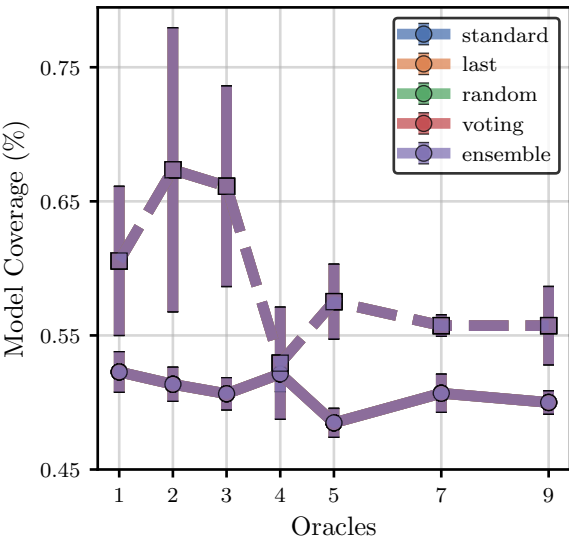 standard
last
random
voting
ensemble
0.75
0.65
0.55
0.45
Model Coverage (%)
1 2 3 4 5 7 9
Oracles